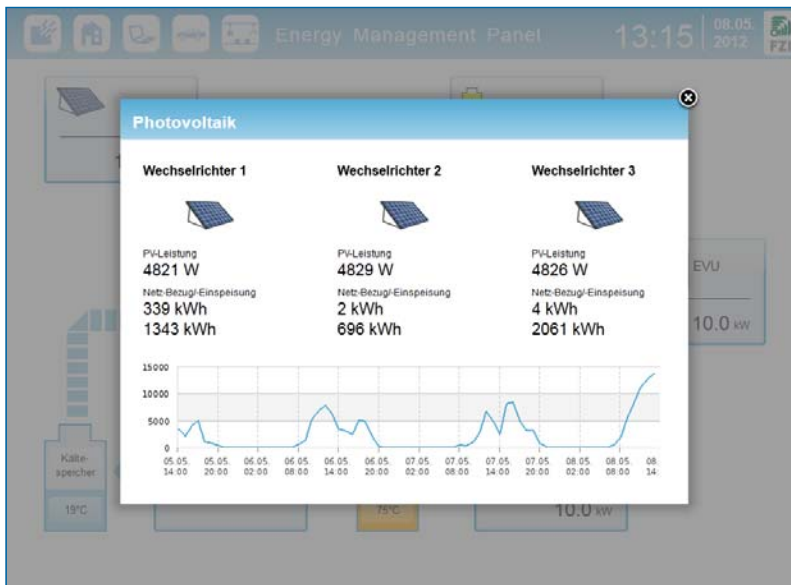 Energy Management Panel
13:15
08.05.
2012
FZI
Photovoltaik
Wechselrichter 1
Wechselrichter 2
Wechselrichter 3
PV-Leistung
4821 W
PV-Leistung
4829 W
PV-Leistung
4826 W
Netz-Bezug/-Einspeisung
339 kWh
1343 kWh
Netz-Bezug/-Einspeisung
2 kWh
696 kWh
Netz-Bezug/-Einspeisung
4 kWh
2061 kWh
EVU
10.0 kW
15000
10000
5000
0
05.05. 05.05. 06.05. 06.05. 06.05. 06.05. 07.05. 07.05. 07.05. 07.05. 08.05. 08.05. 08.
14:00 20:00 02:00 08:00 14:00 20:00 02:00 08:00 14:00 20:00 02:00 08:00 14:
Kälte-
speicher
19°C
75°C
10.0 kW